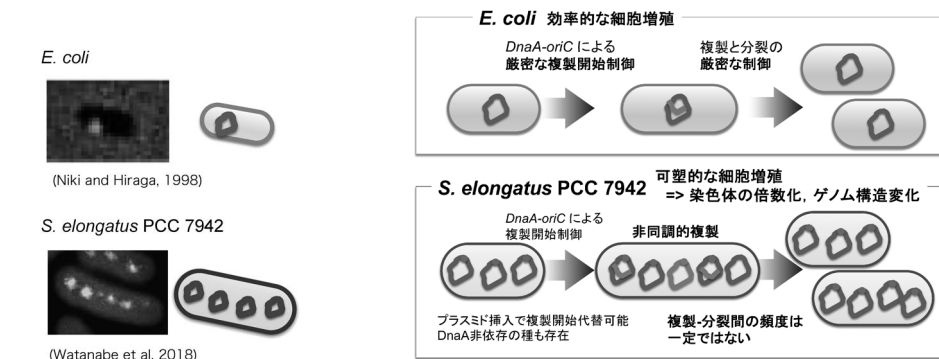 E. coli
(Niki and Hiraga, 1998)
S. elongatus PCC 7942
(Watanabe et al. 2018)
E. coli 効率的な細胞増殖
DnaA-oriC による
厳密な複製開始制御
複製と分裂の
厳密な制御
S. elongatus PCC 7942
可塑的な細胞増殖
=> 染色体の倍数化, ゲノム構造変化
DnaA-oriC による
複製開始制御
非同調的複製
プラスミド挿入で複製開始代替可能
DnaA非依存の種も存在
複製-分裂間の頻度は
一定ではない